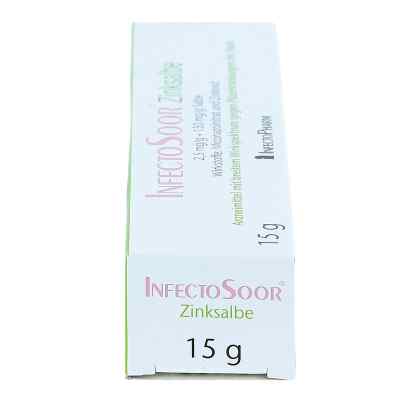 INFECTOSOOR® Zinksalbe
2,5 mg/g + 150 mg/g Salbe
Wirkstoffe: Miconazolnitrat und Zinkoxid
Arzneimittel mit breitem Wirkspektrum gegen Pilzerkrankungen der Haut
INFECTOPHARM
15 g
INFECTOSOOR®
Zinksalbe
15 g